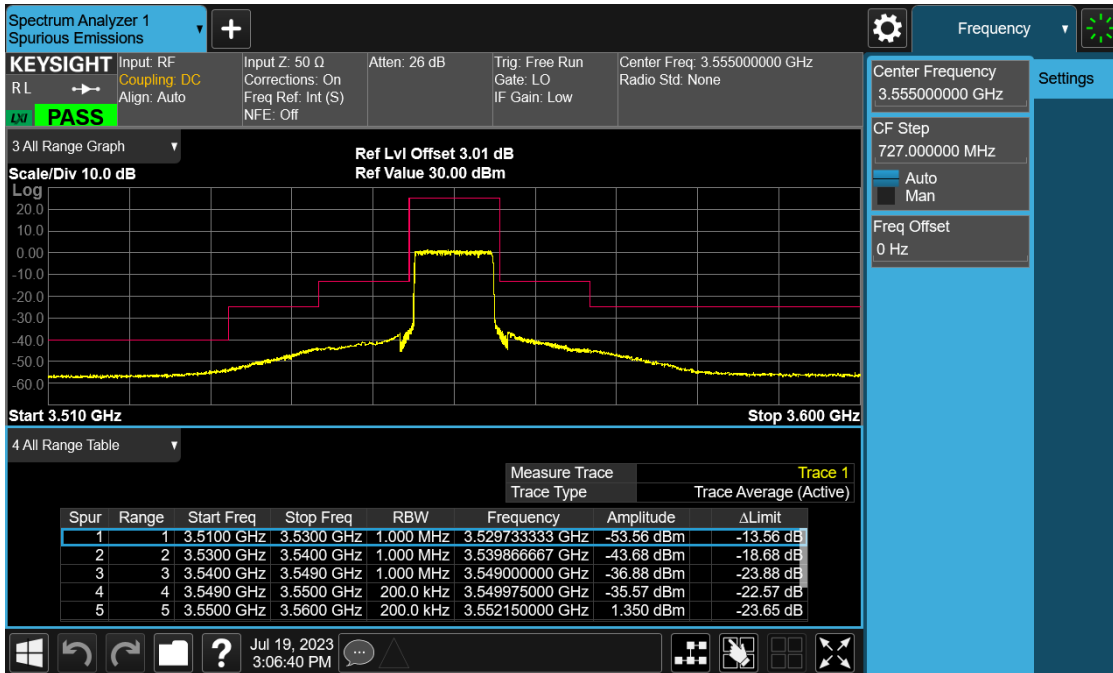 Spectrum Analyzer 1
Spurious Emissions
Frequency
KEYSIGHT
R L
LXI PASS
Input: RF
Coupling: DC
Align: Auto
Input Z: 50 Ω
Corrections: On
Freq Ref: Int (S)
NFE: Off
Atten: 26 dB
Trig: Free Run
Gate: LO
IF Gain: Low
Center Freq: 3.555000000 GHz
Radio Std: None
Center Frequency
3.555000000 GHz
Settings
CF Step
727.000000 MHz
Auto
Man
Freq Offset
0 Hz
3 All Range Graph
Scale/Div 10.0 dB
Ref Lvl Offset 3.01 dB
Ref Value 30.00 dBm
Log
20.0
10.0
0.00
-10.0
-20.0
-30.0
-40.0
-50.0
-60.0
Start 3.510 GHz
Stop 3.600 GHz
4 All Range Table
Measure Trace Trace 1
Trace Type Trace Average (Active)
Spur Range Start Freq Stop Freq RBW Frequency Amplitude ΔLimit
1 1 3.5100 GHz 3.5300 GHz 1.000 MHz 3.529733333 GHz -53.56 dBm -13.56 dB
2 2 3.5300 GHz 3.5400 GHz 1.000 MHz 3.539866667 GHz -43.68 dBm -18.68 dB
3 3 3.5400 GHz 3.5490 GHz 1.000 MHz 3.549000000 GHz -36.88 dBm -23.88 dB
4 4 3.5490 GHz 3.5500 GHz 200.0 kHz 3.549975000 GHz -35.57 dBm -22.57 dB
5 5 3.5500 GHz 3.5600 GHz 200.0 kHz 3.552150000 GHz 1.350 dBm -23.65 dB
?
Jul 19, 2023
3:06:40 PM